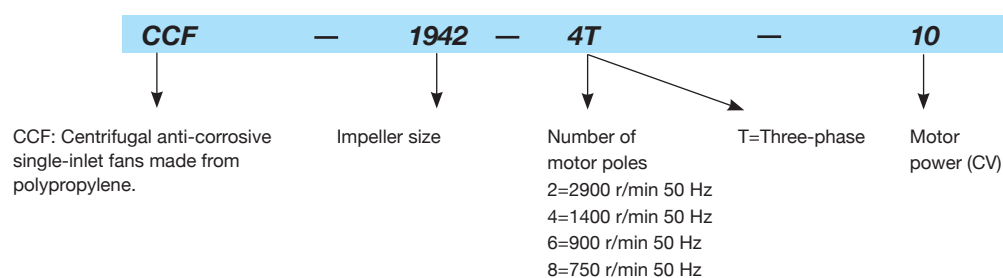 CCF — 1942 — 4T — 10
CCF: Centrifugal anti-corrosive
single-inlet fans made from
polypropylene.
Impeller size
Number of
motor poles
2=2900 r/min 50 Hz
4=1400 r/min 50 Hz
6=900 r/min 50 Hz
8=750 r/min 50 Hz
T=Three-phase
Motor
power (CV)